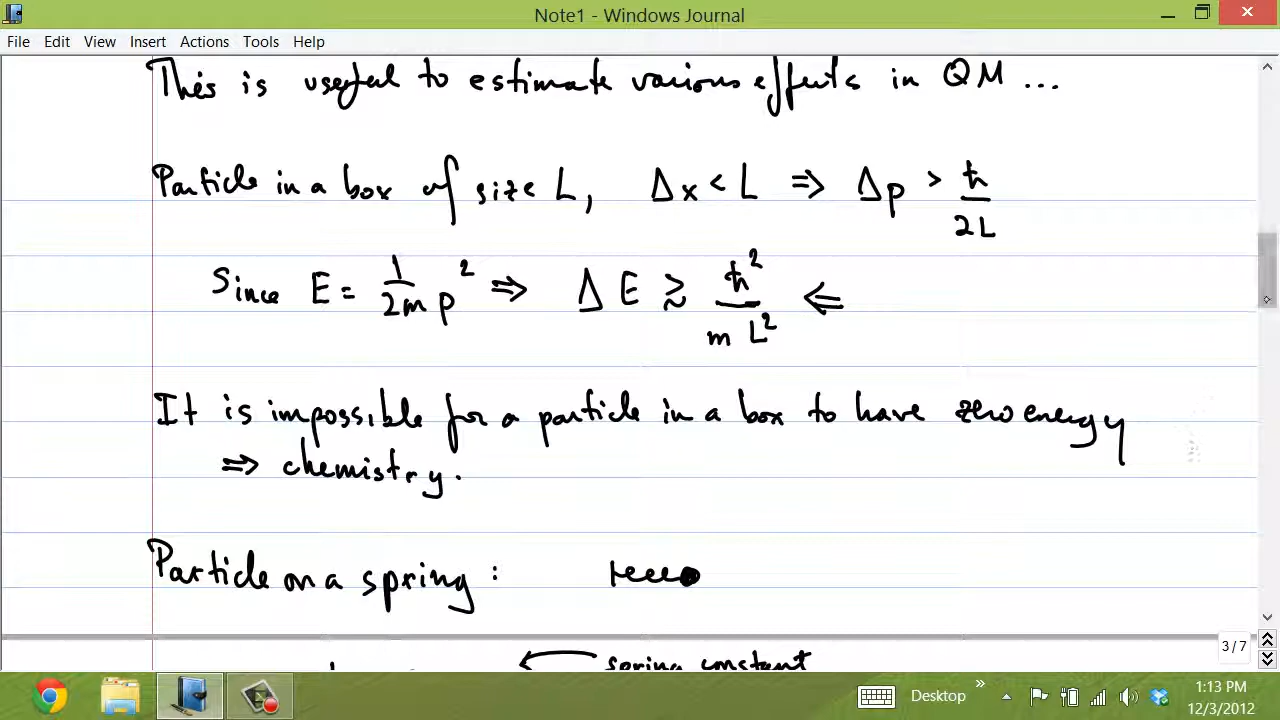 Note1 - Windows Journal
File Edit View Insert Actions Tools Help
This is useful to estimate various effects in QM ...
Particle in a box of size L, Δx < L ⇒ Δp > ħ/2L
Since E = 1/2m p² ⇒ ΔE ≳ ħ²/m L² ⇐
It is impossible for a particle in a box to have zero energy
⇒ chemistry.
Particle on a spring :
3 / 7
spring constant
Desktop » 1:13 PM
12/3/2012